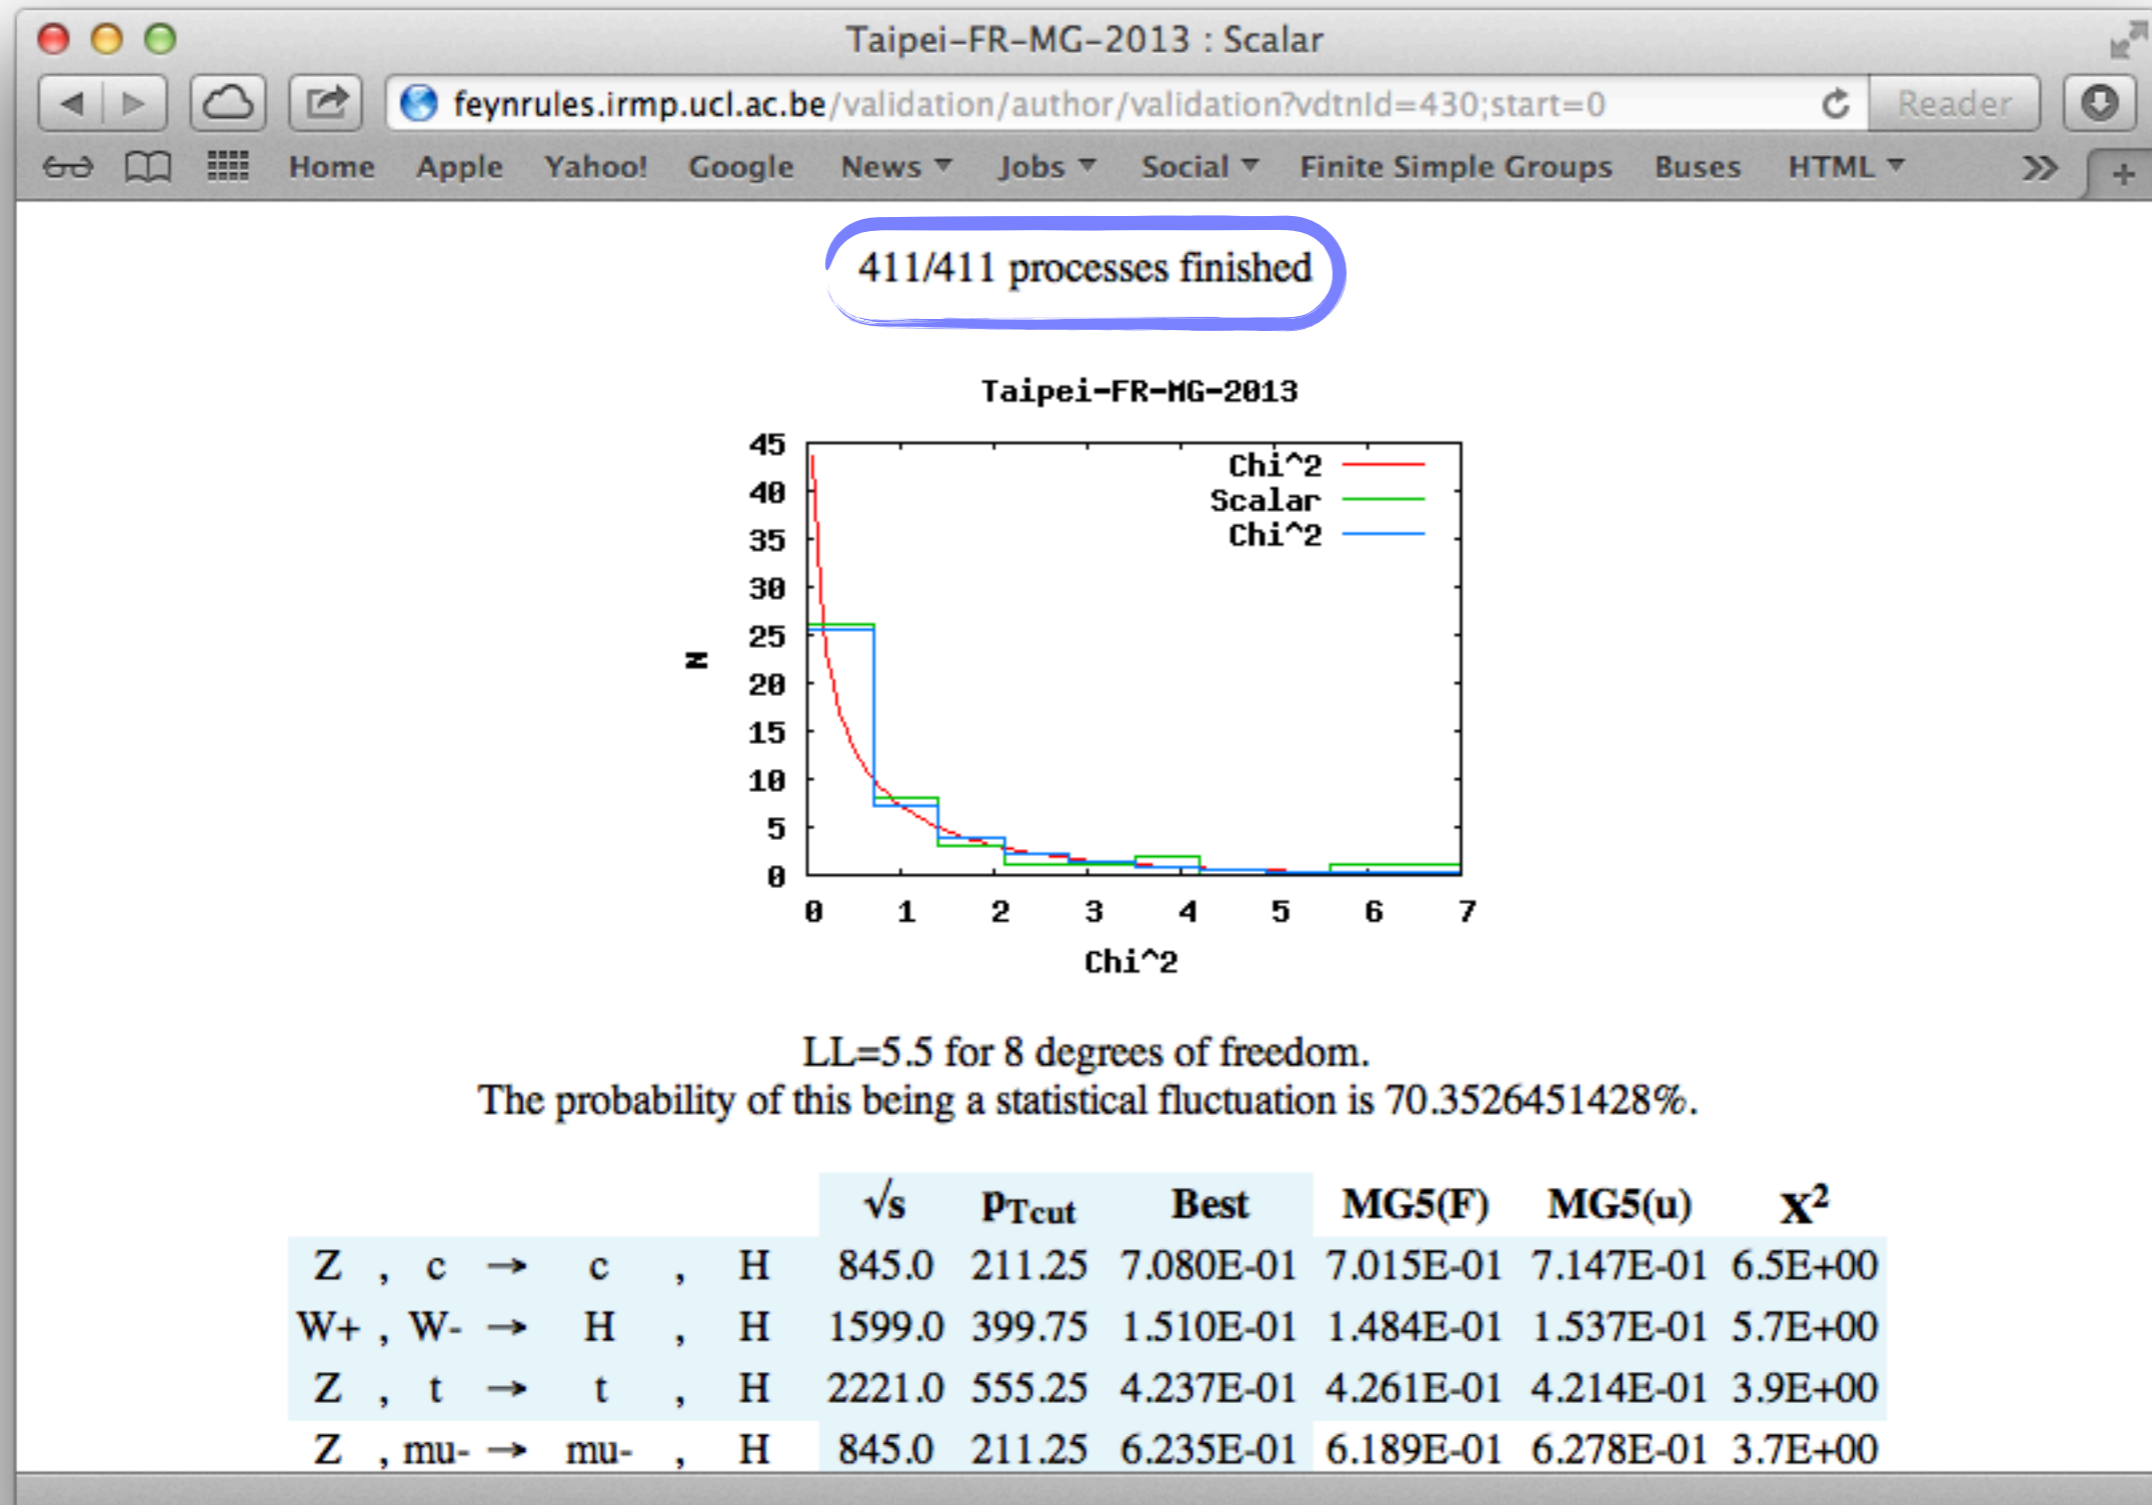 Taipei-FR-MG-2013 : Scalar
feynrules.irmp.ucl.ac.be/validation/author/validation?vdtnId=430;start=0 Reader
Home Apple Yahoo! Google News Jobs Social Finite Simple Groups Buses HTML
411/411 processes finished
Taipei-FR-MG-2013
45
40
35
30
25
20
15
10
5
0
N
Chi^2
Scalar
Chi^2
0 1 2 3 4 5 6 7
Chi^2
LL=5.5 for 8 degrees of freedom.
The probability of this being a statistical fluctuation is 70.3526451428%.
√s pTcut Best MG5(F) MG5(u) X²
Z , c → c , H 845.0 211.25 7.080E-01 7.015E-01 7.147E-01 6.5E+00
W+ , W- → H , H 1599.0 399.75 1.510E-01 1.484E-01 1.537E-01 5.7E+00
Z , t → t , H 2221.0 555.25 4.237E-01 4.261E-01 4.214E-01 3.9E+00
Z , mu- → mu- , H 845.0 211.25 6.235E-01 6.189E-01 6.278E-01 3.7E+00